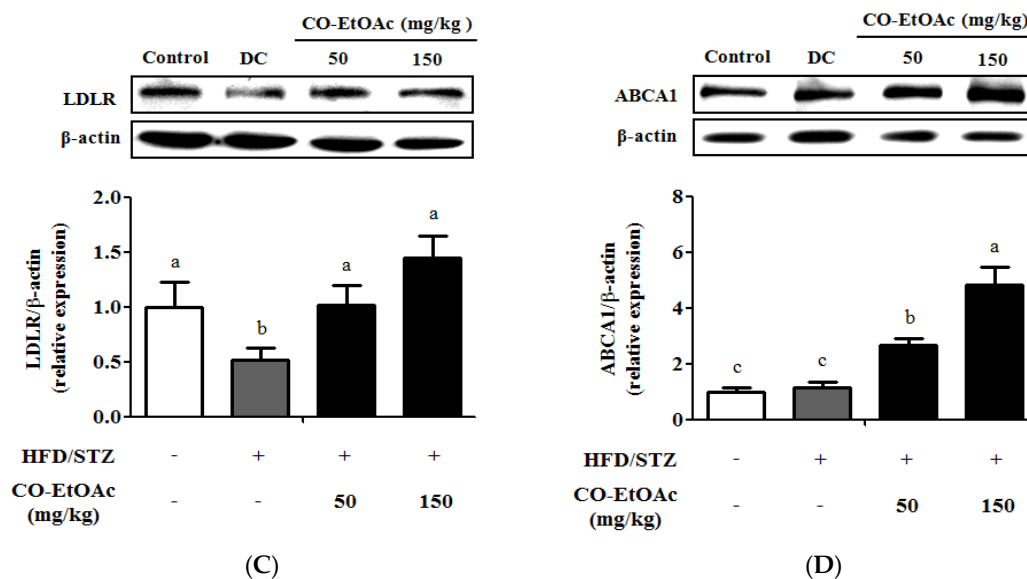 CO-EtOAc (mg/kg )
Control DC 50 150
LDLR
β-actin
LDLR/β-actin
(relative expression)
2.0
1.5
1.0
0.5
0.0
a
b
a
a
HFD/STZ - + + +
CO-EtOAc
(mg/kg)
- - 50 150
(C)
CO-EtOAc (mg/kg)
Control DC 50 150
ABCA1
β-actin
ABCA1/β-actin
(relative expression)
8
6
4
2
0
c
c
b
a
HFD/STZ - + + +
CO-EtOAc
(mg/kg)
- - 50 150
(D)